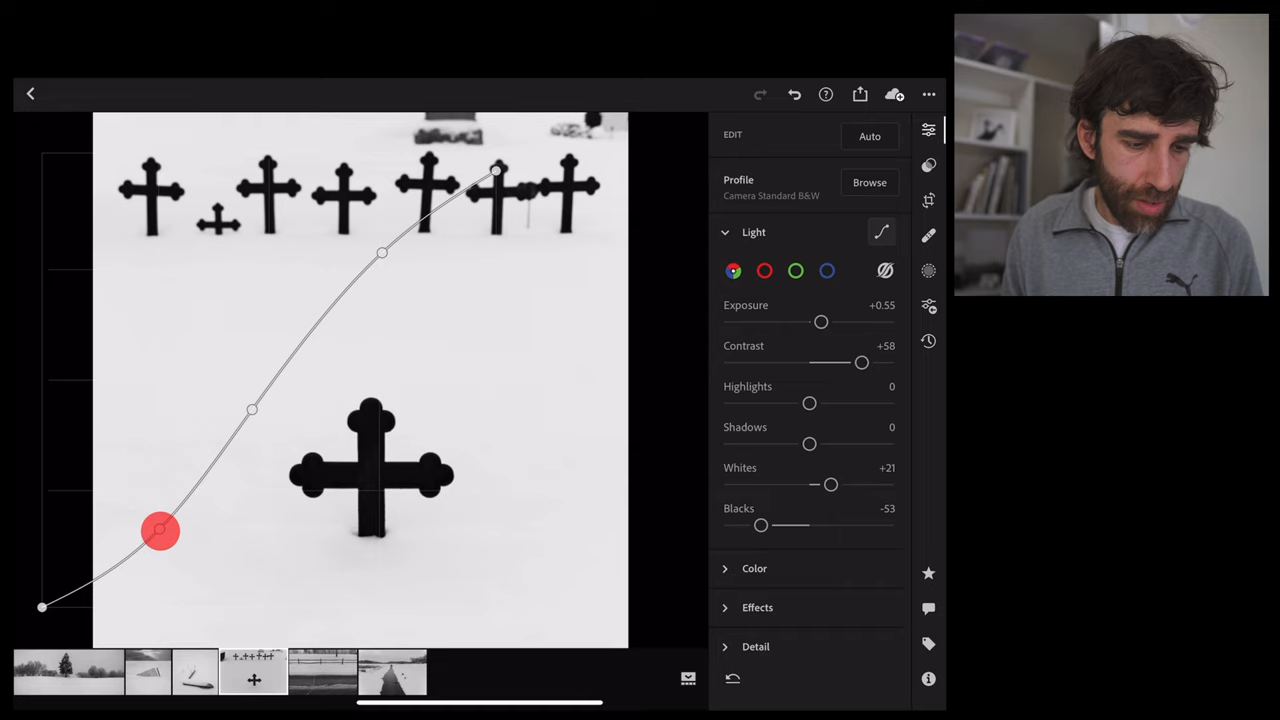 EDIT
Auto
Profile
Camera Standard B&W
Browse
Light
Exposure
+0.55
Contrast
+58
Highlights
0
Shadows
0
Whites
+21
Blacks
-53
Color
Effects
Detail